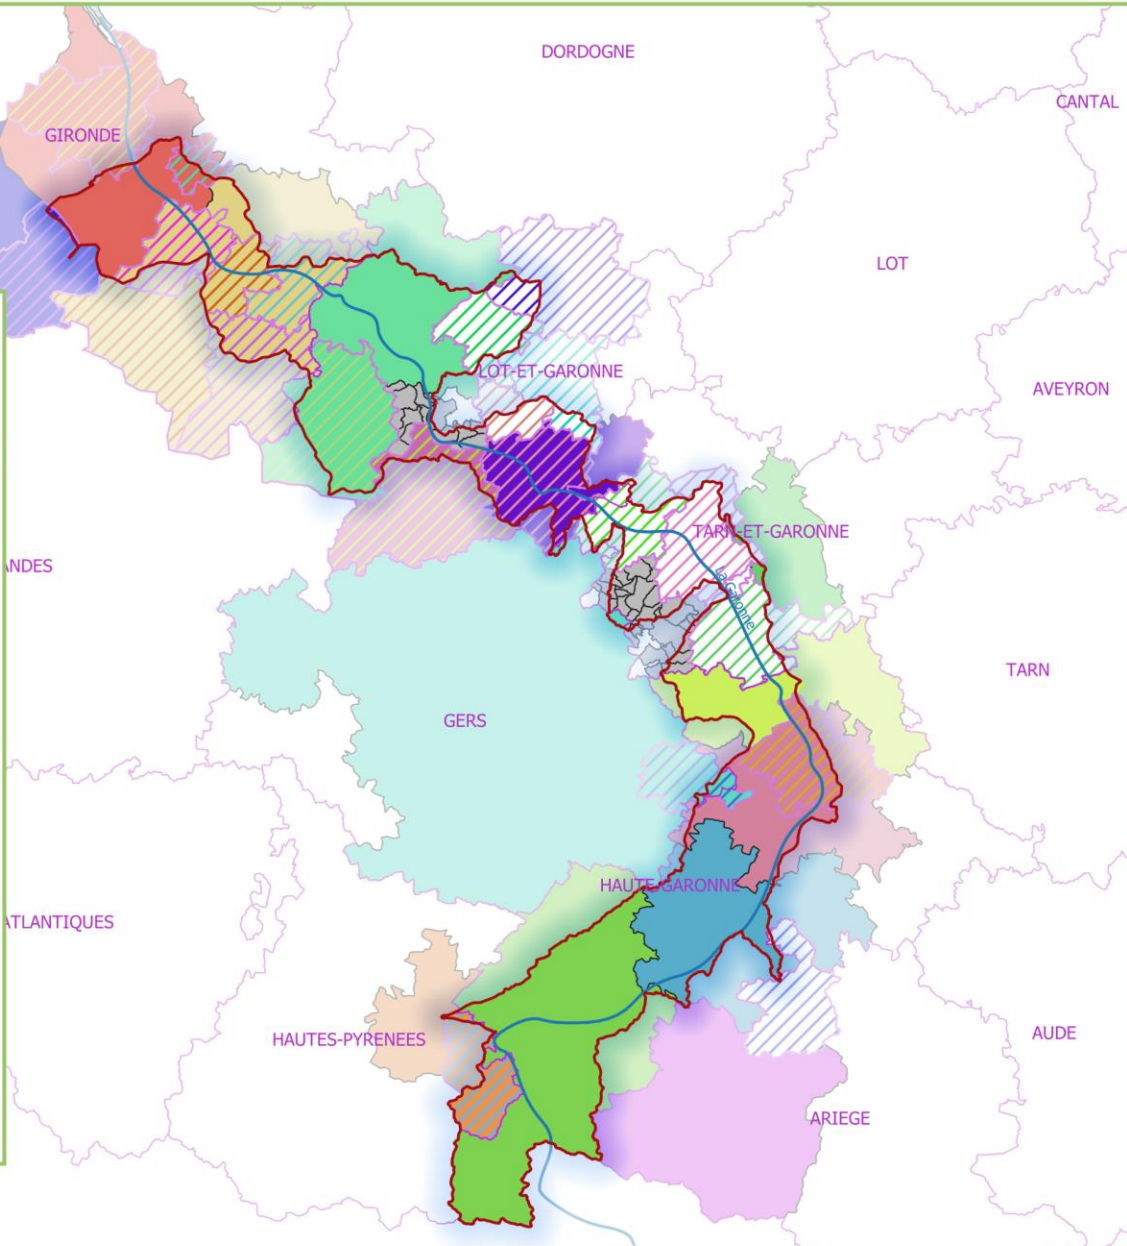 DORDOGNE
CANTAL
GIRONDE
LOT
LOT-ET-GARONNE
AVEYRON
TARN-ET-GARONNE
ANDES
La Garonne
TARN
GERS
HAUTE-GARONNE
ATLANTIQUES
HAUTES-PYRENEES
AUDE
ARIEGE